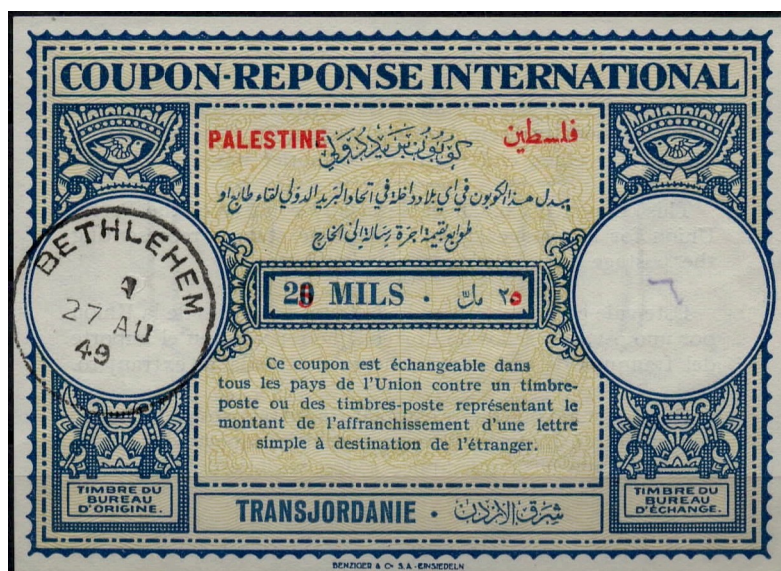 COUPON-REPONSE INTERNATIONAL
PALESTINE
فلسطين
كوبون بريد دولي
يبدل هذا الكوبون في اي بلاد داخلة في اتحاد البريد الدولي لقاء طابع او
طوابع بقيمة اجرة رسالة الى الخارج
MILS · ٢٥ ملّ
Ce coupon est échangeable dans
tous les pays de l'Union contre un timbre-
poste ou des timbres-poste représentant le
montant de l'affranchissement d'une lettre
simple à destination de l'étranger.
BETHLEHEM
27 AU
49
TIMBRE DU
BUREAU
D'ORIGINE.
TRANSJORDANIE · شرق الاردن
TIMBRE DU
BUREAU
D'ÉCHANGE.
BENZIGER & Co S.A. -EINSIEDELN